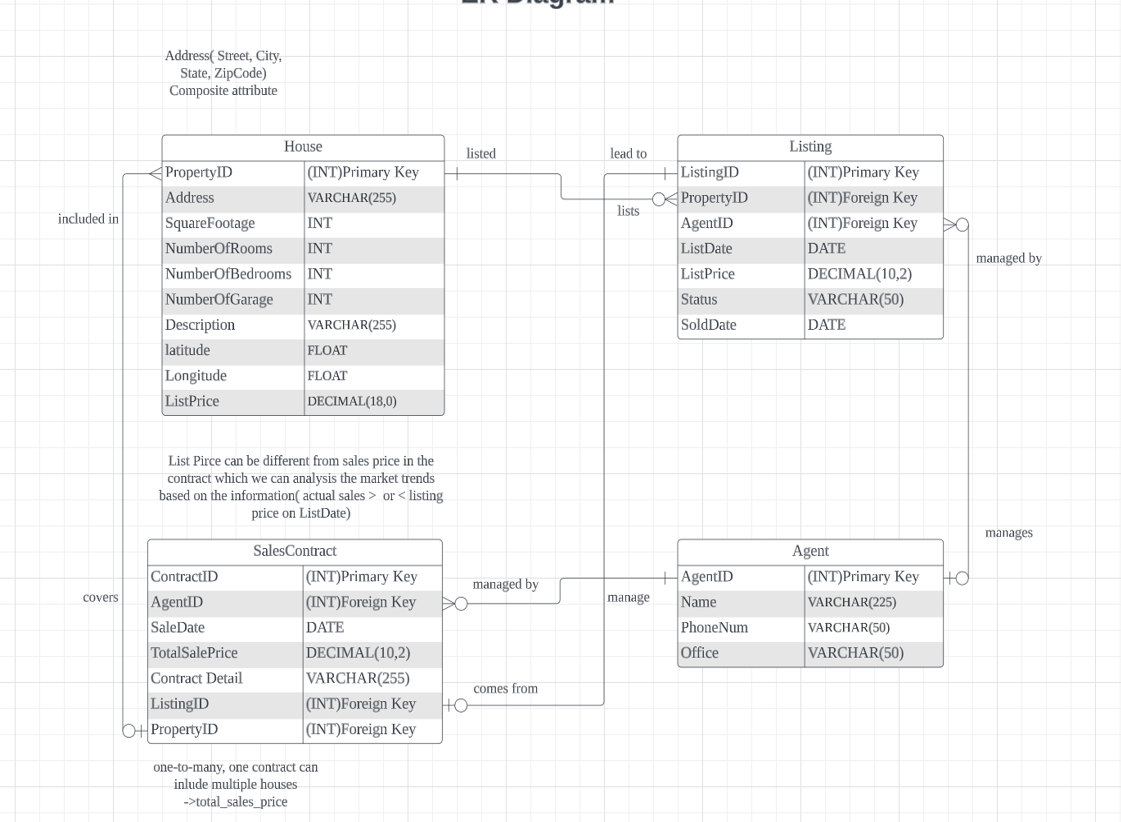 ER Diagram
Address( Street, City,
State, ZipCode)
Composite attribute
House
PropertyID (INT)Primary Key
Address VARCHAR(255)
SquareFootage INT
NumberOfRooms INT
NumberOfBedrooms INT
NumberOfGarage INT
Description VARCHAR(255)
latitude FLOAT
Longitude FLOAT
ListPrice DECIMAL(18,0)
listed
lead to
lists
included in
Listing
ListingID (INT)Primary Key
PropertyID (INT)Foreign Key
AgentID (INT)Foreign Key
ListDate DATE
ListPrice DECIMAL(10,2)
Status VARCHAR(50)
SoldDate DATE
managed by
List Pirce can be different from sales price in the
contract which we can analysis the market trends
based on the information( actual sales > or < listing
price on ListDate)
SalesContract
ContractID (INT)Primary Key
AgentID (INT)Foreign Key
SaleDate DATE
TotalSalePrice DECIMAL(10,2)
Contract Detail VARCHAR(255)
ListingID (INT)Foreign Key
PropertyID (INT)Foreign Key
covers
managed by
manage
comes from
manages
Agent
AgentID (INT)Primary Key
Name VARCHAR(225)
PhoneNum VARCHAR(50)
Office VARCHAR(50)
one-to-many, one contract can
inlude multiple houses
->total_sales_price